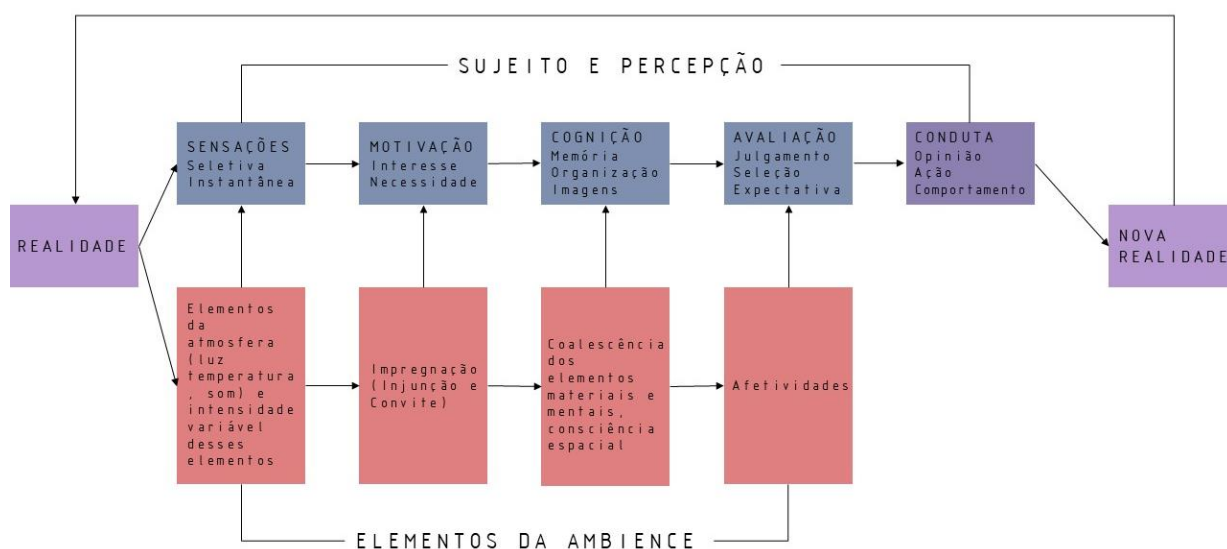 SUJEITO E PERCEPÇÃO
SENSAÇÕES
Seletiva
Instantânea
MOTIVAÇÃO
Interesse
Necessidade
COGNIÇÃO
Memória
Organização
Imagens
AVALIAÇÃO
Julgamento
Seleção
Expectativa
CONDUTA
Opinião
Ação
Comportamento
REALIDADE
NOVA
REALIDADE
Elementos
da
atmosfera
(luz
temperatura
, som) e
intensidade
variável
desses
elementos
Impregnação
(Injunção e
Convite)
Coalescência
dos
elementos
materiais e
mentais,
consciência
espacial
Afetividades
ELEMENTOS DA AMBIENCE